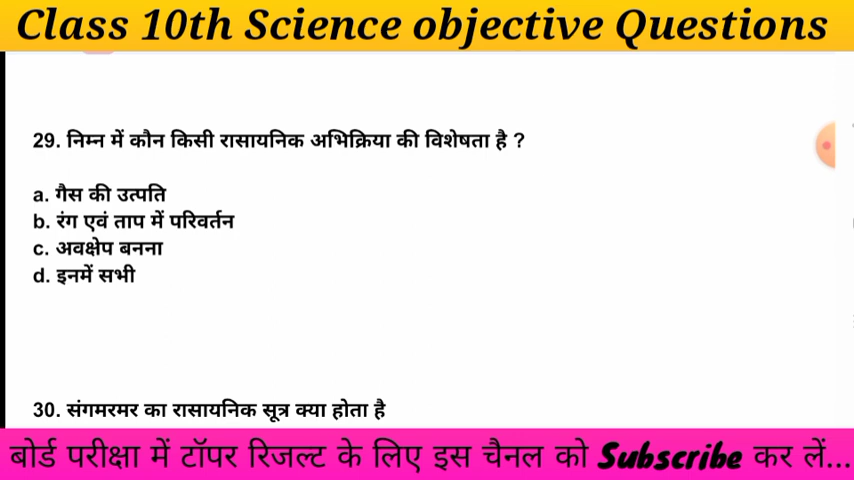 Class 10th Science objective Questions
29. निम्न में कौन किसी रासायनिक अभिक्रिया की विशेषता है ?
a. गैस की उत्पति
b. रंग एवं ताप में परिवर्तन
c. अवक्षेप बनना
d. इनमें सभी
30. संगमरमर का रासायनिक सूत्र क्या होता है
बोर्ड परीक्षा में टॉपर रिजल्ट के लिए इस चैनल को Subscribe कर लें...